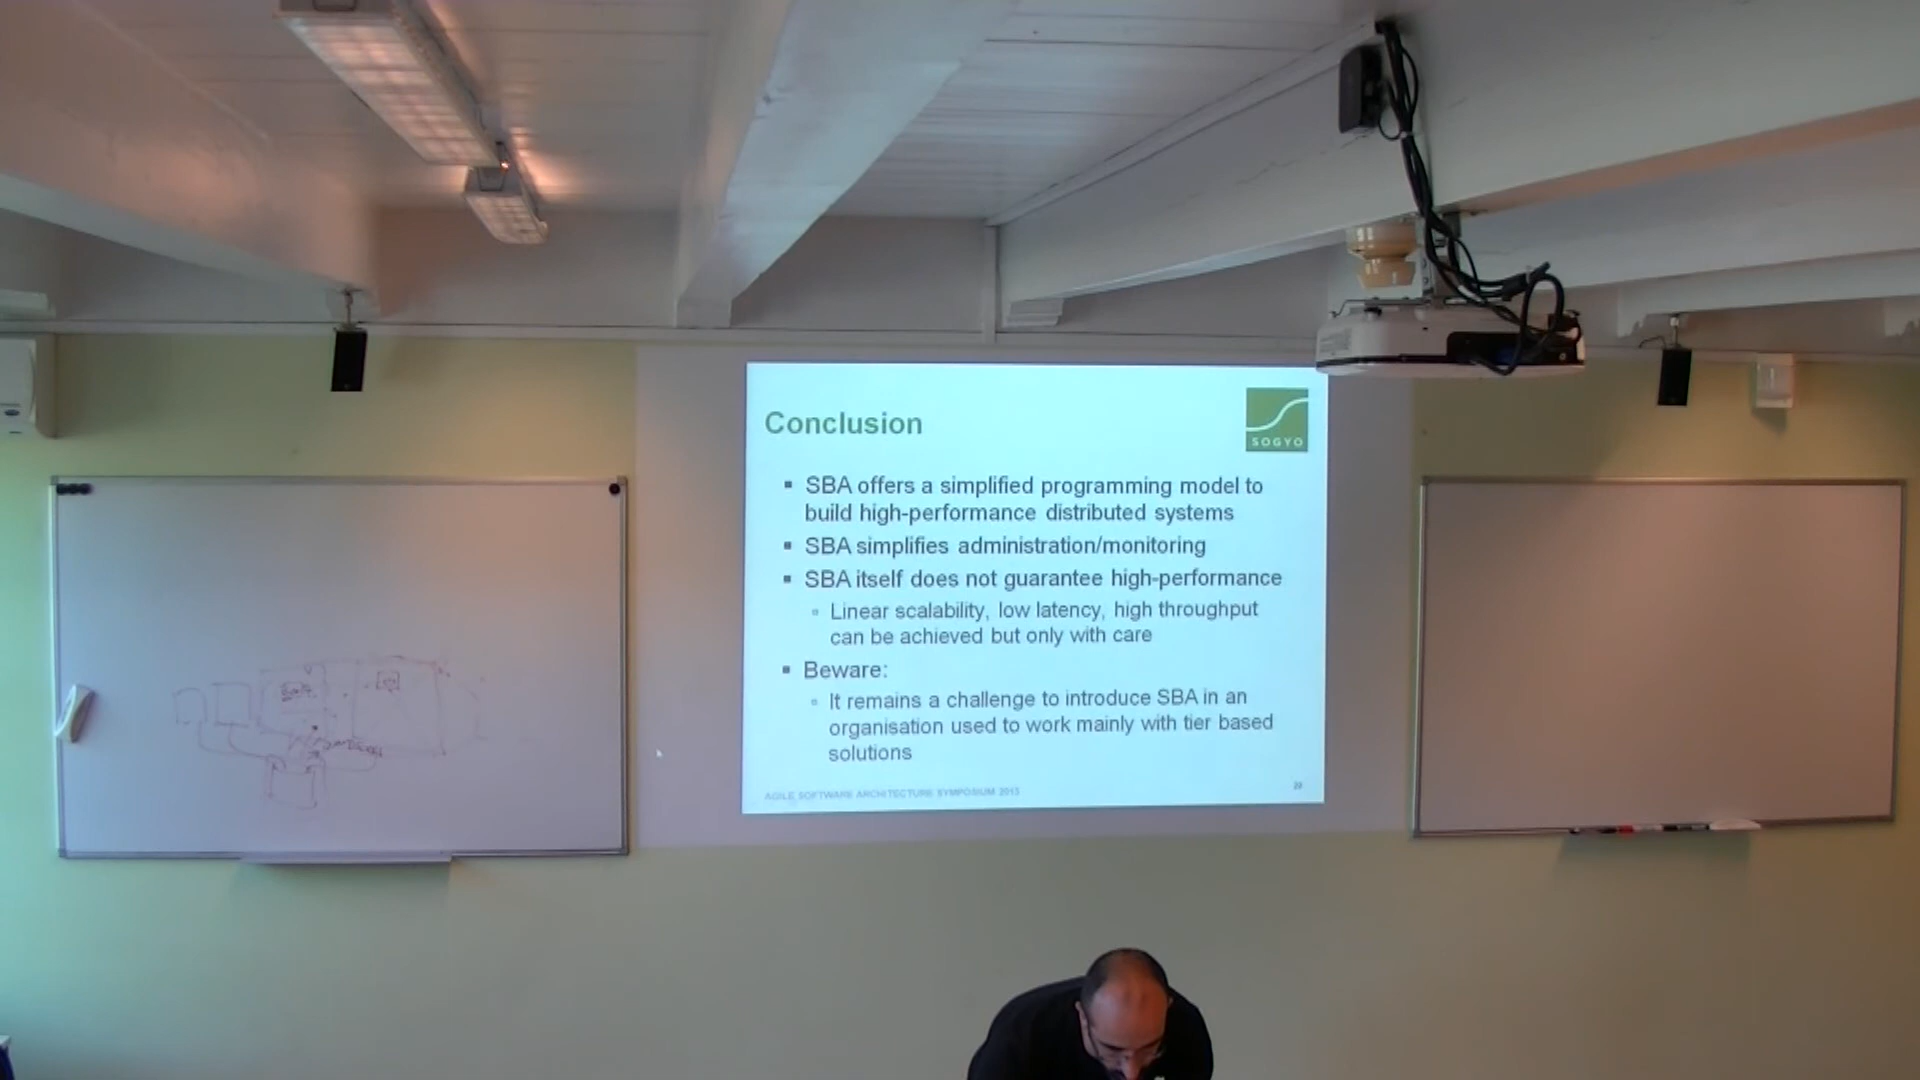 Conclusion
SOGYO
▪ SBA offers a simplified programming model to
build high-performance distributed systems
▪ SBA simplifies administration/monitoring
▪ SBA itself does not guarantee high-performance
▫ Linear scalability, low latency, high throughput
can be achieved but only with care
▪ Beware:
▫ It remains a challenge to introduce SBA in an
organisation used to work mainly with tier based
solutions
AGILE SOFTWARE ARCHITECTURE SYMPOSIUM 2013